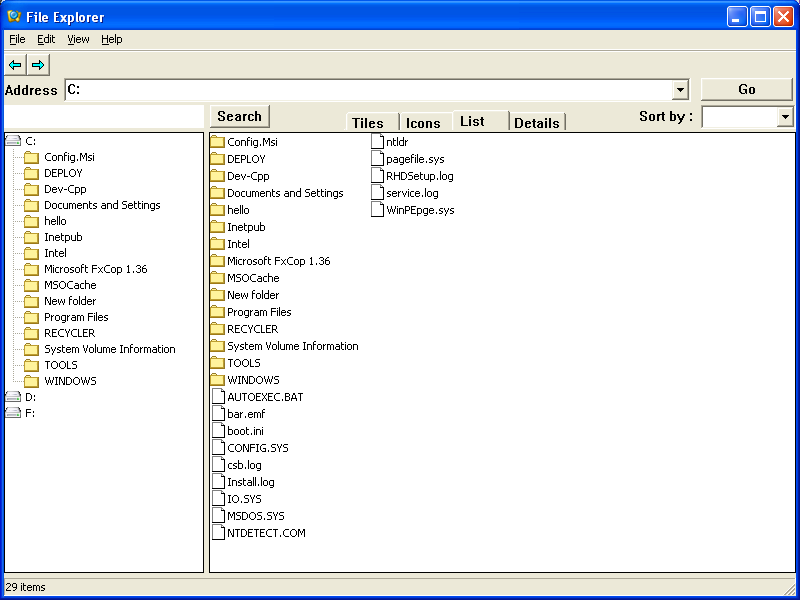 File Explorer
File Edit View Help
Address C: Go
Search Tiles Icons List Details Sort by :
C:
Config.Msi
DEPLOY
Dev-Cpp
Documents and Settings
hello
Inetpub
Intel
Microsoft FxCop 1.36
MSOCache
New folder
Program Files
RECYCLER
System Volume Information
TOOLS
WINDOWS
D:
F:
Config.Msi
DEPLOY
Dev-Cpp
Documents and Settings
hello
Inetpub
Intel
Microsoft FxCop 1.36
MSOCache
New folder
Program Files
RECYCLER
System Volume Information
TOOLS
WINDOWS
AUTOEXEC.BAT
bar.emf
boot.ini
CONFIG.SYS
csb.log
Install.log
IO.SYS
MSDOS.SYS
NTDETECT.COM
ntldr
pagefile.sys
RHDSetup.log
service.log
WinPEpge.sys
29 items